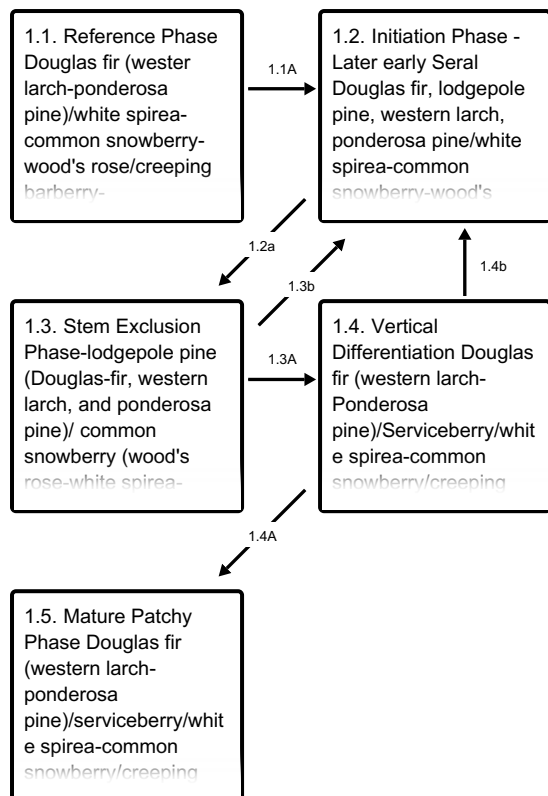 1.1. Reference Phase
Douglas fir (wester
larch-ponderosa
pine)/white spirea-
common snowberry-
wood's rose/creeping
barberry-
1.1A
1.2. Initiation Phase -
Later early Seral
Douglas fir, lodgepole
pine, western larch,
ponderosa pine/white
spirea-common
snowberry-wood's
1.2a
1.3b
1.4b
1.3. Stem Exclusion
Phase-lodgepole pine
(Douglas-fir, western
larch, and ponderosa
pine)/ common
snowberry (wood's
rose-white spirea-
1.3A
1.4. Vertical
Differentiation Douglas
fir (western larch-
Ponderosa
pine)/Serviceberry/whit
e spirea-common
snowberry/creeping
1.4A
1.5. Mature Patchy
Phase Douglas fir
(western larch-
ponderosa
pine)/serviceberry/whit
e spirea-common
snowberry/creeping